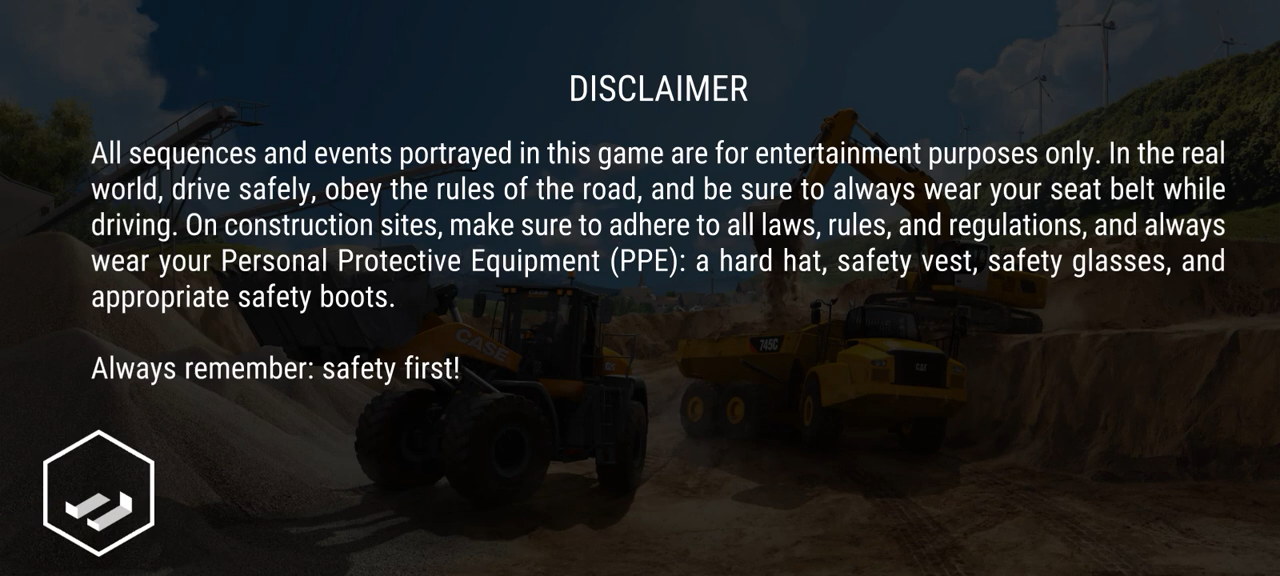 DISCLAIMER
All sequences and events portrayed in this game are for entertainment purposes only. In the real
world, drive safely, obey the rules of the road, and be sure to always wear your seat belt while
driving. On construction sites, make sure to adhere to all laws, rules, and regulations, and always
wear your Personal Protective Equipment (PPE): a hard hat, safety vest, safety glasses, and
appropriate safety boots.
Always remember: safety first!
CASE
745C
CAT